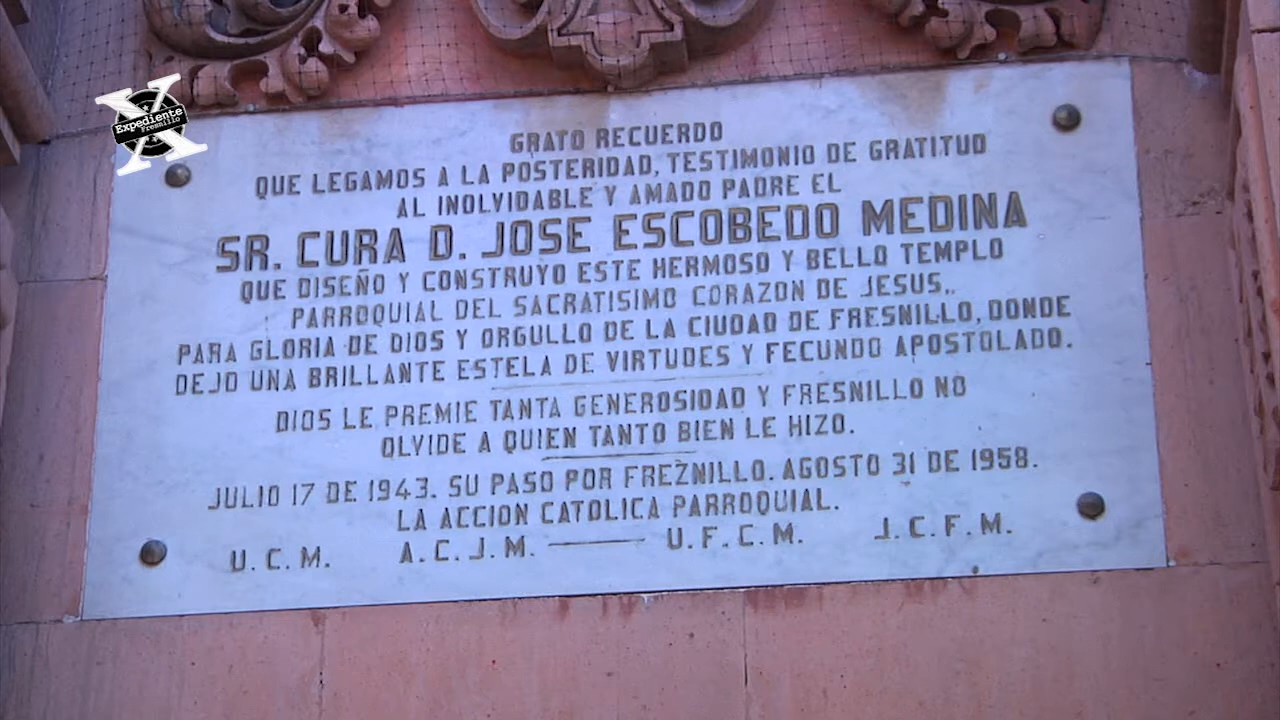 Expediente
Fresnillo
X
GRATO RECUERDO
QUE LEGAMOS A LA POSTERIDAD, TESTIMONIO DE GRATITUD
AL INOLVIDABLE Y AMADO PADRE EL
SR. CURA D. JOSE ESCOBEDO MEDINA
QUE DISEÑO Y CONSTRUYO ESTE HERMOSO Y BELLO TEMPLO
PARROQUIAL DEL SACRATISIMO CORAZON DE JESUS..
PARA GLORIA DE DIOS Y ORGULLO DE LA CIUDAD DE FRESNILLO, DONDE
DEJO UNA BRILLANTE ESTELA DE VIRTUDES Y FECUNDO APOSTOLADO.
DIOS LE PREMIE TANTA GENEROSIDAD Y FRESNILLO NO
OLVIDE A QUIEN TANTO BIEN LE HIZO.
JULIO 17 DE 1943. SU PASO POR FREZNILLO. AGOSTO 31 DE 1958.
LA ACCION CATOLICA PARROQUIAL.
U. C. M. A. C. J. M. —— U. F. C. M. J. C. F. M.